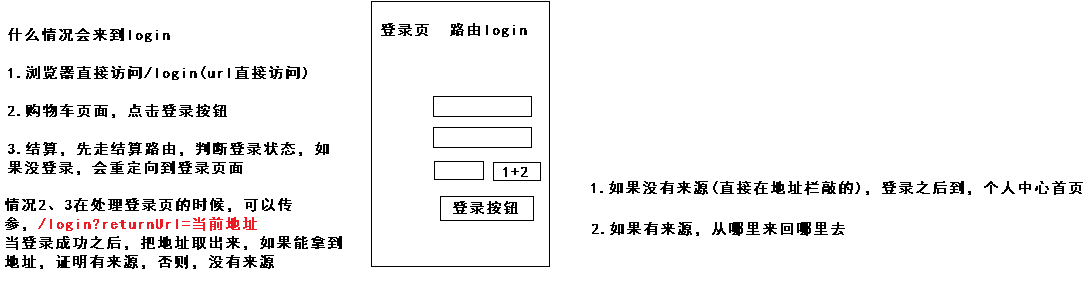 什么情况会来到login
1.浏览器直接访问/login(url直接访问)
2.购物车页面，点击登录按钮
3.结算，先走结算路由，判断登录状态，如
果没登录，会重定向到登录页面
情况2、3在处理登录页的时候，可以传
参，/login?returnUrl=当前地址
当登录成功之后，把地址取出来，如果能拿到
地址，证明有来源，否则，没有来源
登录页 路由login
1+2
登录按钮
1.如果没有来源(直接在地址栏敲的)，登录之后到，个人中心首页
2.如果有来源，从哪里来回哪里去